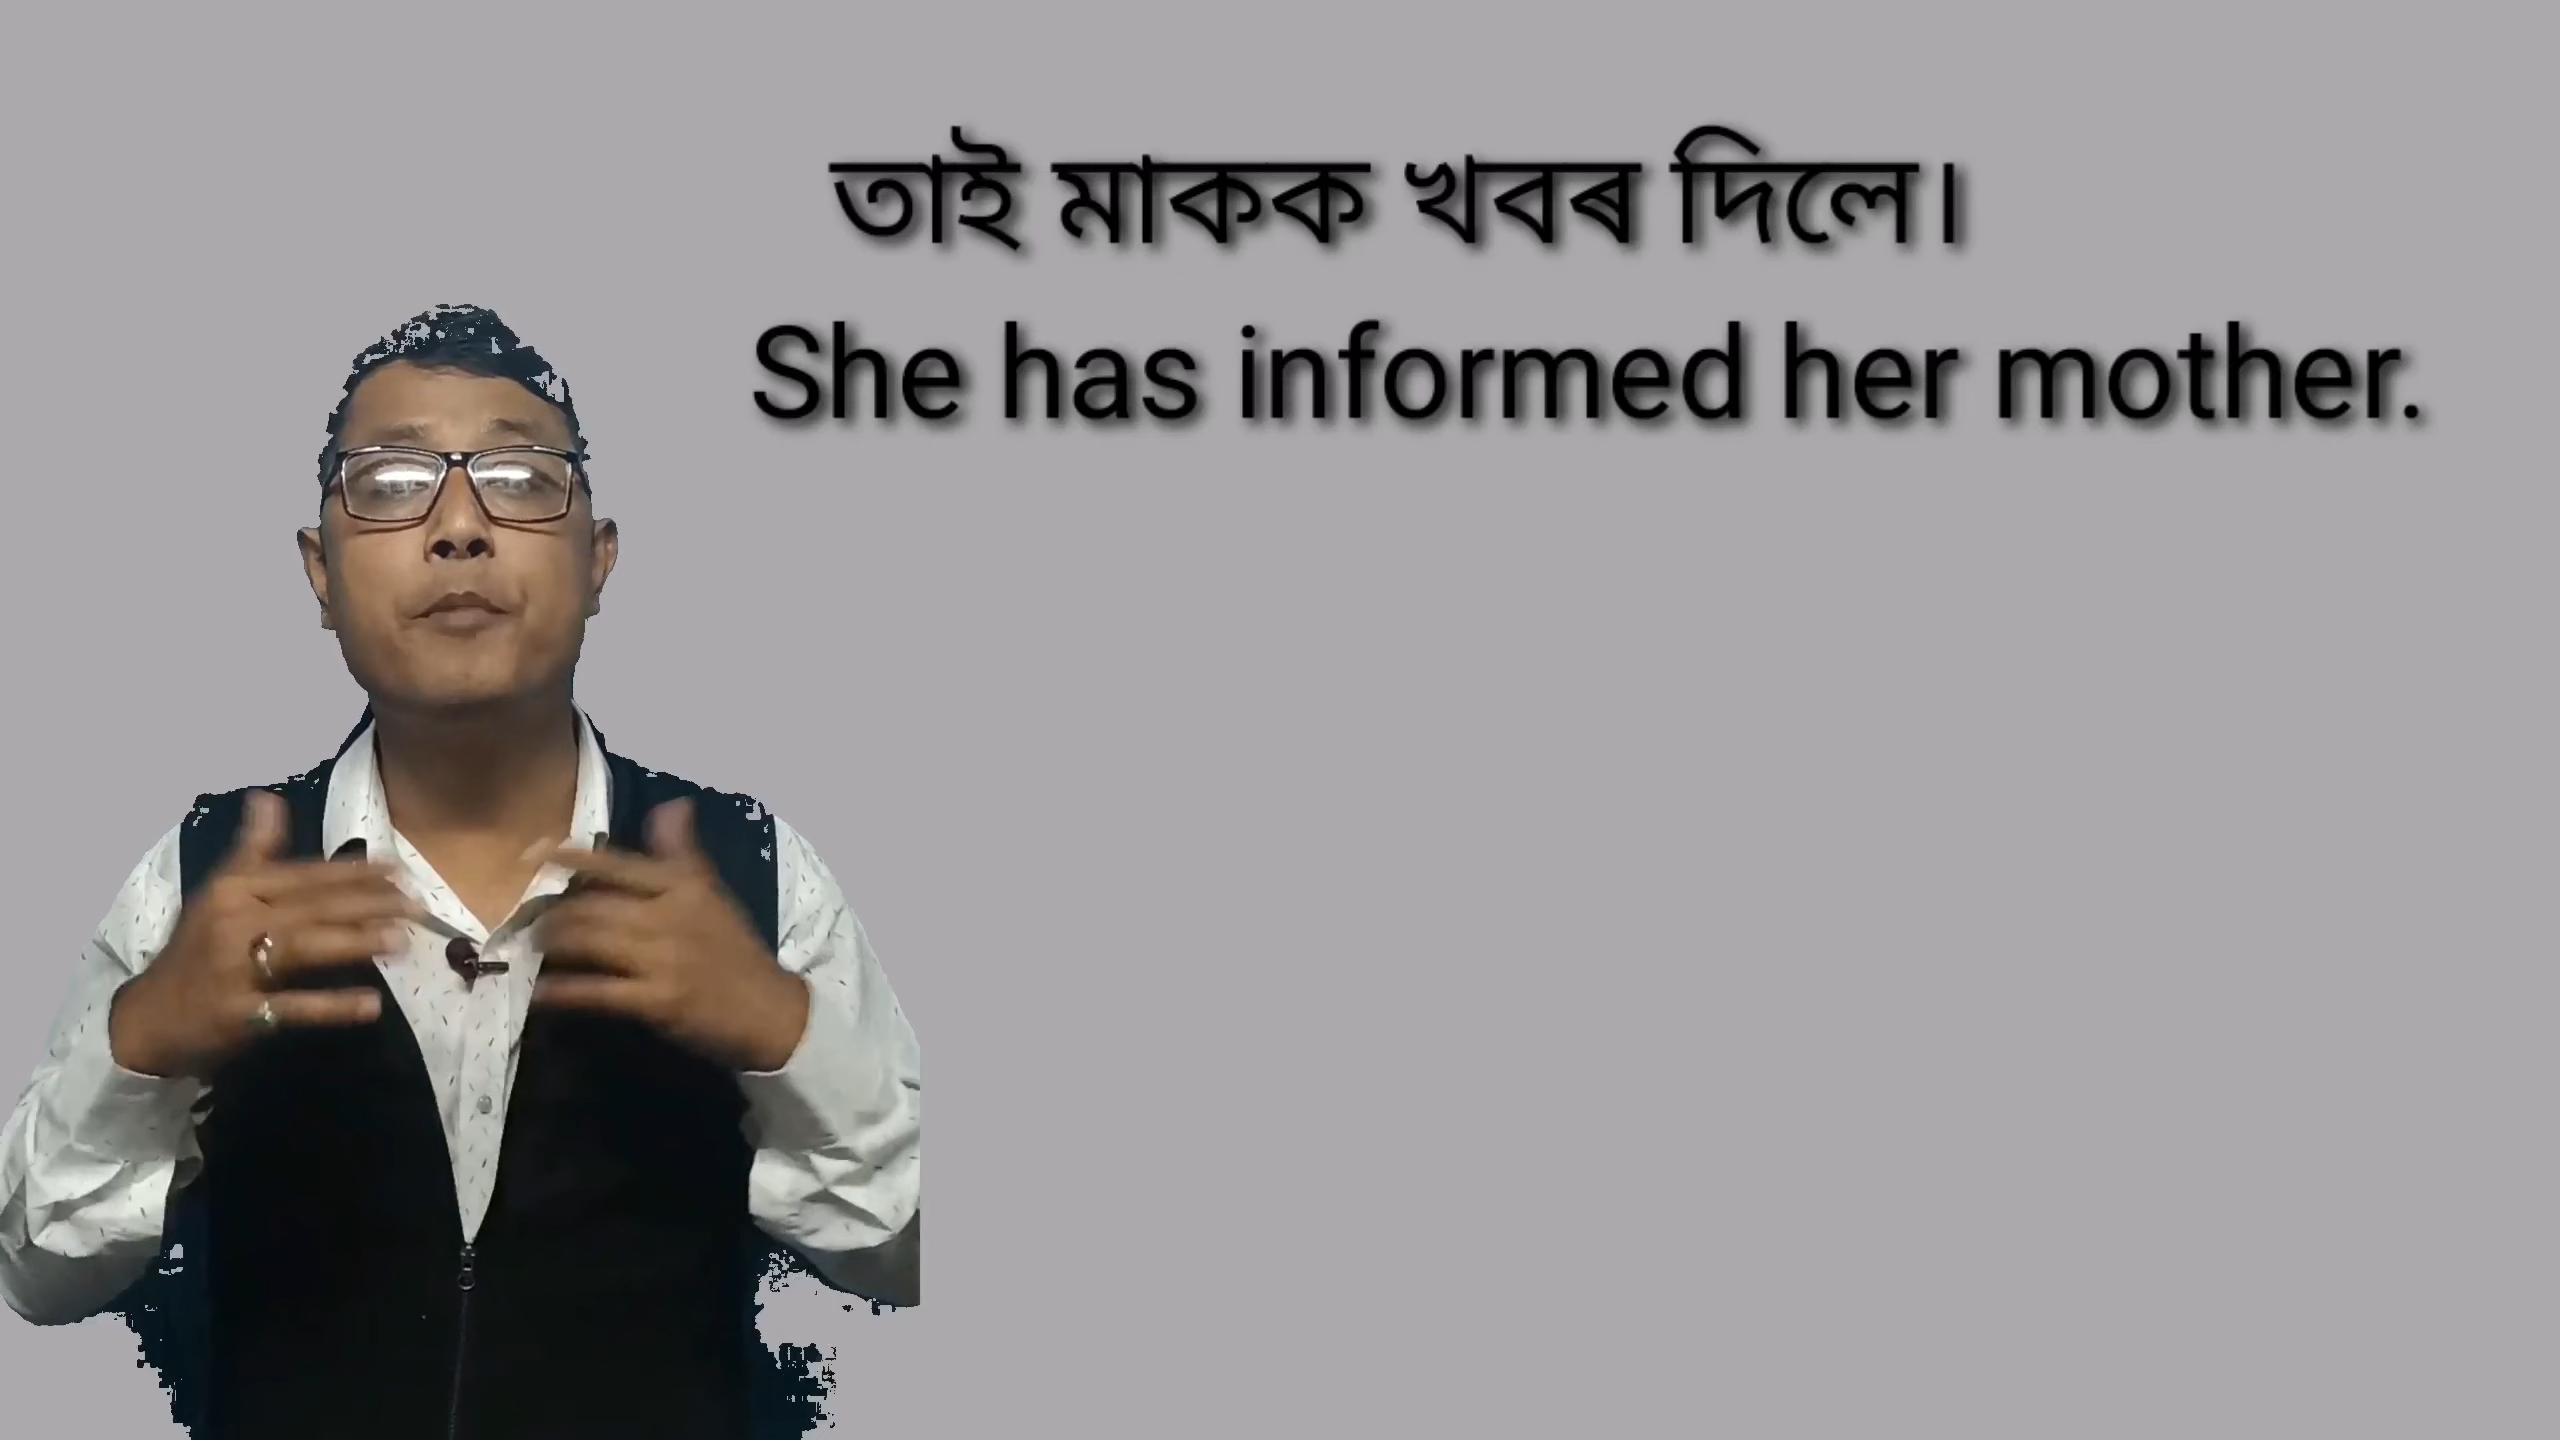 তাই মাকক খবৰ দিলে।
She has informed her mother.